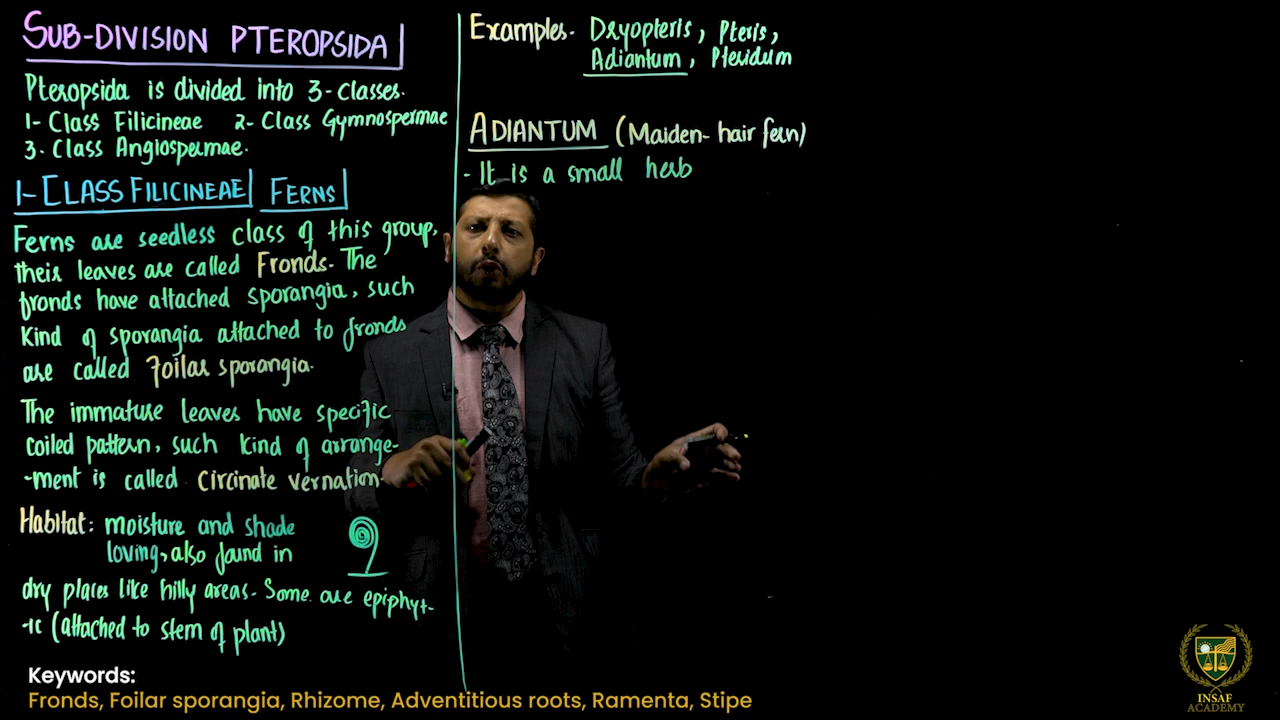 SUB-DIVISION PTEROPSIDA
Pteropsida is divided into 3-classes.
1- Class Filicineae 2- Class Gymnospermae
3. Class Angiospermae.
1- CLASS FILICINEAE FERNS
Ferns are seedless class of this group,
their leaves are called Fronds. The
fronds have attached sporangia, such
Kind of sporangia attached to fronds
are called Foilar sporangia.
The immature leaves have specific
coiled pattern, such kind of arrange-
-ment is called circinate vernation.
Habitat: moisture and shade
loving, also found in
dry places like hilly areas. Some are epiphyt-
-ic (attached to stem of plant)
Examples. Dryopteris, Pteris,
Adiantum, Pteridum
ADIANTUM (Maiden-hair fern)
- It is a small herb
Keywords:
Fronds, Foilar sporangia, Rhizome, Adventitious roots, Ramenta, Stipe
INSAF
ACADEMY